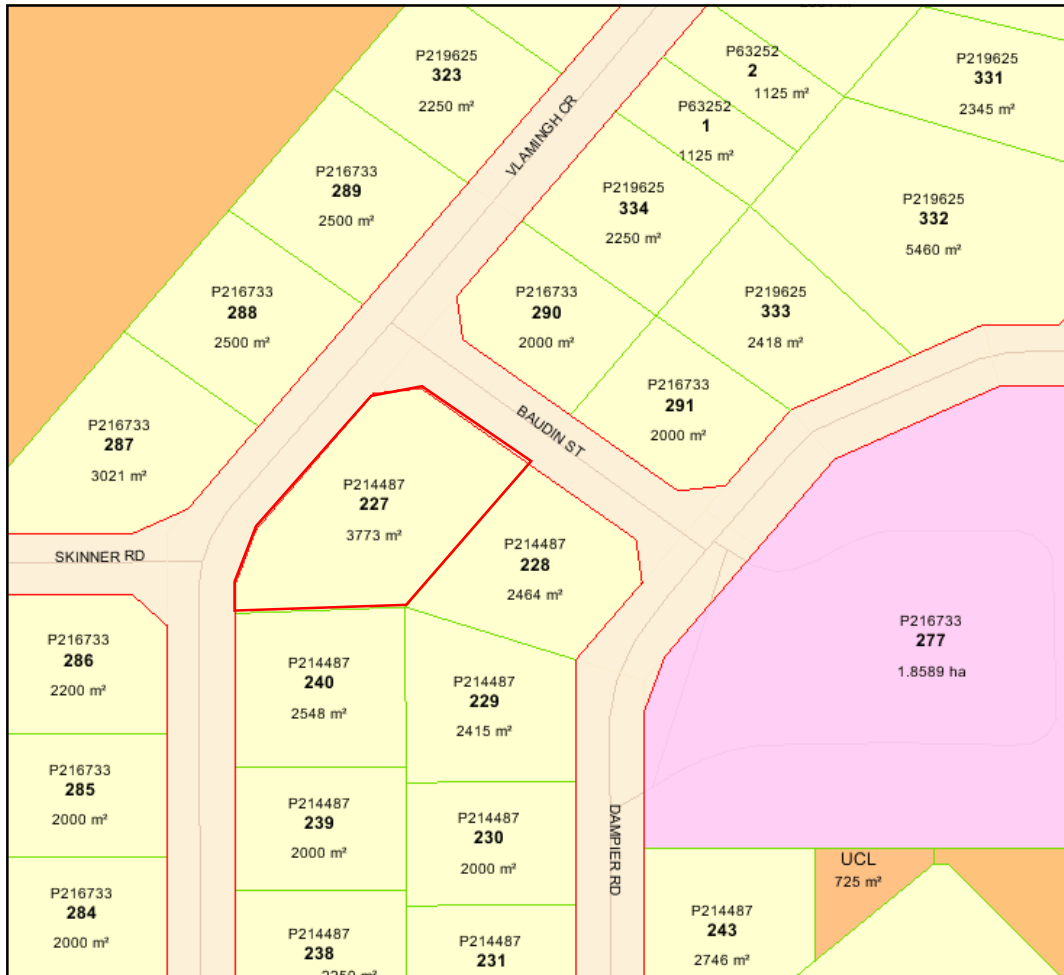 P219625
323
2250 m²
P63252
2
1125 m²
P219625
331
2345 m²
P63252
1
1125 m²
VLAMINGH CR
P216733
289
2500 m²
P219625
334
2250 m²
P219625
332
5460 m²
P216733
288
2500 m²
P216733
290
2000 m²
P219625
333
2418 m²
P216733
287
3021 m²
P216733
291
2000 m²
BAUDIN ST
P214487
227
3773 m²
SKINNER RD
P214487
228
2464 m²
P216733
277
1.8589 ha
P216733
286
2200 m²
P214487
240
2548 m²
P214487
229
2415 m²
P216733
285
2000 m²
P214487
239
2000 m²
P214487
230
2000 m²
DAMPIER RD
UCL
725 m²
P216733
284
2000 m²
P214487
238
P214487
231
P214487
243
2746 m²